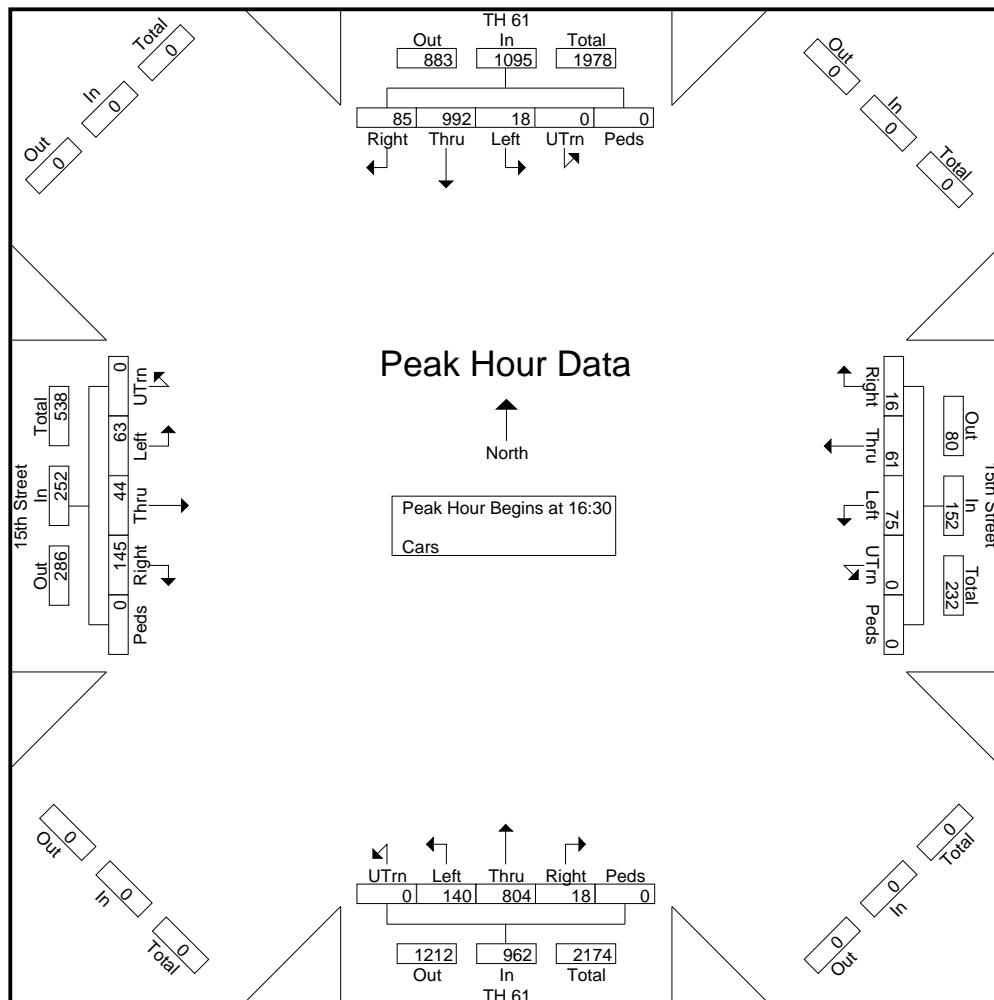 TH 61
Out In Total
883 1095 1978
85 992 18 0 0
Right Thru Left UTrn Peds
Total 0
In 0
Out 0
Out 0
In 0
Total 0
Peak Hour Data
North
Peak Hour Begins at 16:30
Cars
15th Street
Total In Out
538 252 286
0 63 44 145 0
UTrn Left Thru Right Peds
Right Thru Left UTrn Peds
16 61 75 0 0
Out In Total
80 152 232
15th Street
Out 0
In 0
Total 0
Total 0
In 0
Out 0
UTrn Left Thru Right Peds
0 140 804 18 0
1212 962 2174
Out In Total
TH 61